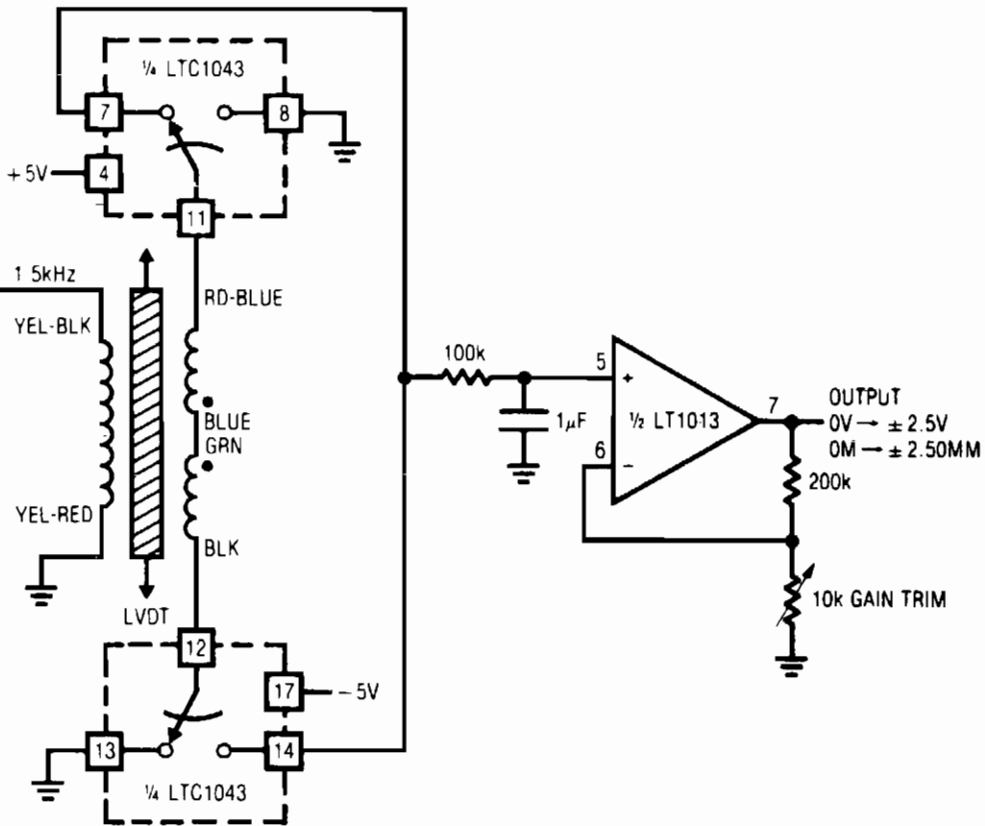 ¼ LTC1043
7
8
+5V
4
11
1 5kHz
RD-BLUE
YEL-BLK
100k
5
+
7
OUTPUT
0V → ± 2.5V
0M → ± 2.50MM
BLUE
1µF
½ LT1013
GRN
6
−
200k
YEL-RED
BLK
10k GAIN TRIM
LVDT
12
17
−5V
13
14
¼ LTC1043